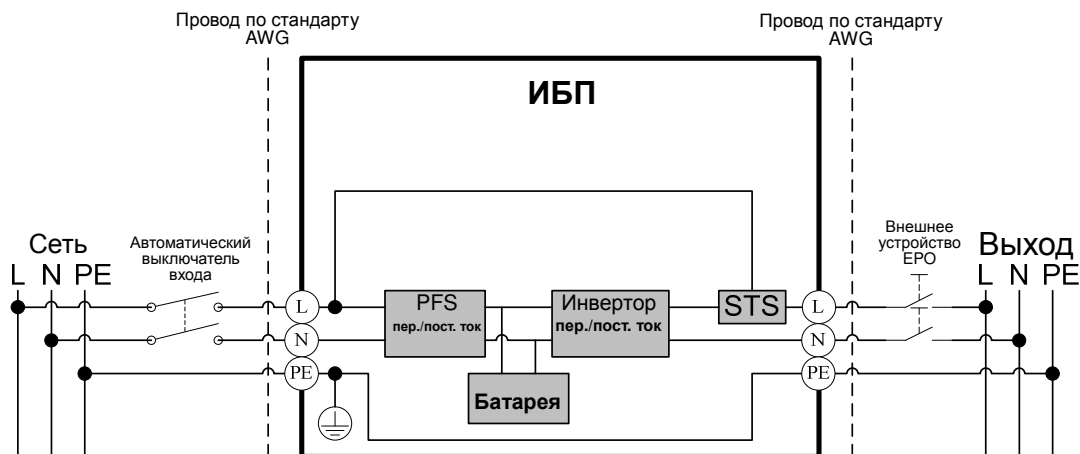 Провод по стандарту
AWG
Провод по стандарту
AWG
ИБП
Сеть
L N PE
Автоматический
выключатель
входа
Внешнее
устройство
EPO
Выход
L N PE
L
N
PE
PFS
пер./пост. ток
Инвертор
пер./пост. ток
STS
Батарея
L
N
PE